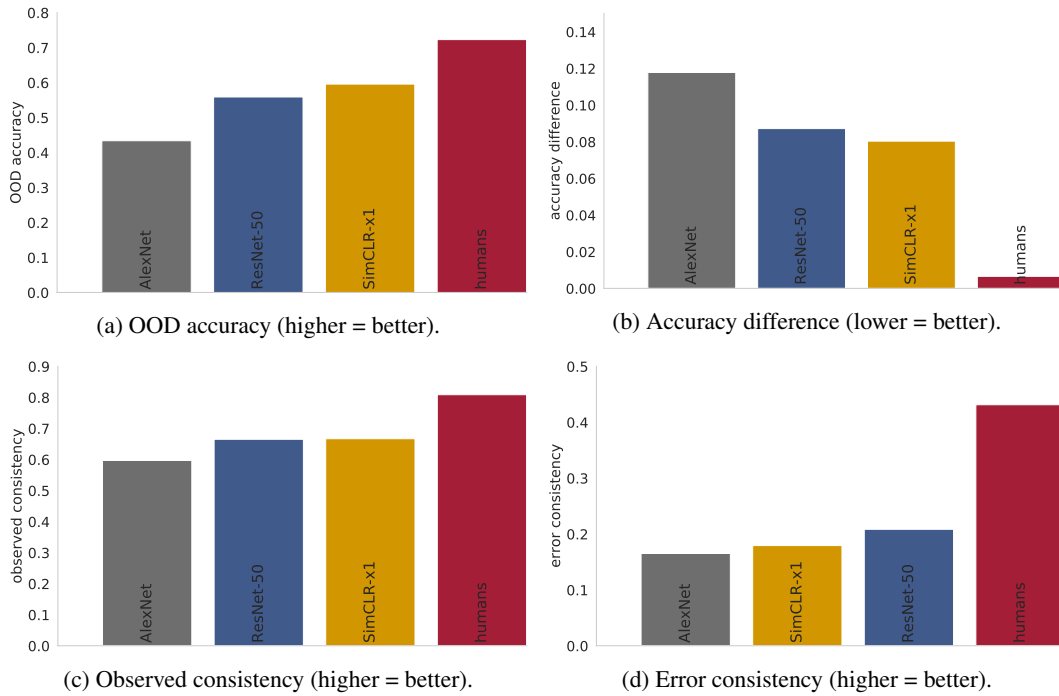 0.8
0.7
0.6
0.5
0.4
0.3
0.2
0.1
0.0
OOD accuracy
AlexNet
ResNet-50
SimCLR-x1
humans
(a) OOD accuracy (higher = better).
0.14
0.12
0.10
0.08
0.06
0.04
0.02
0.00
accuracy difference
AlexNet
ResNet-50
SimCLR-x1
humans
(b) Accuracy difference (lower = better).
0.9
0.8
0.7
0.6
0.5
0.4
0.3
0.2
0.1
0.0
observed consistency
AlexNet
ResNet-50
SimCLR-x1
humans
(c) Observed consistency (higher = better).
0.5
0.4
0.3
0.2
0.1
0.0
error consistency
AlexNet
SimCLR-x1
ResNet-50
humans
(d) Error consistency (higher = better).